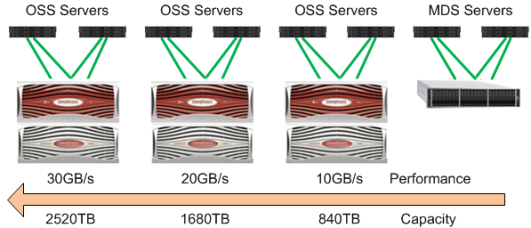 OSS Servers OSS Servers OSS Servers MDS Servers
30GB/s 20GB/s 10GB/s Performance
2520TB 1680TB 840TB Capacity